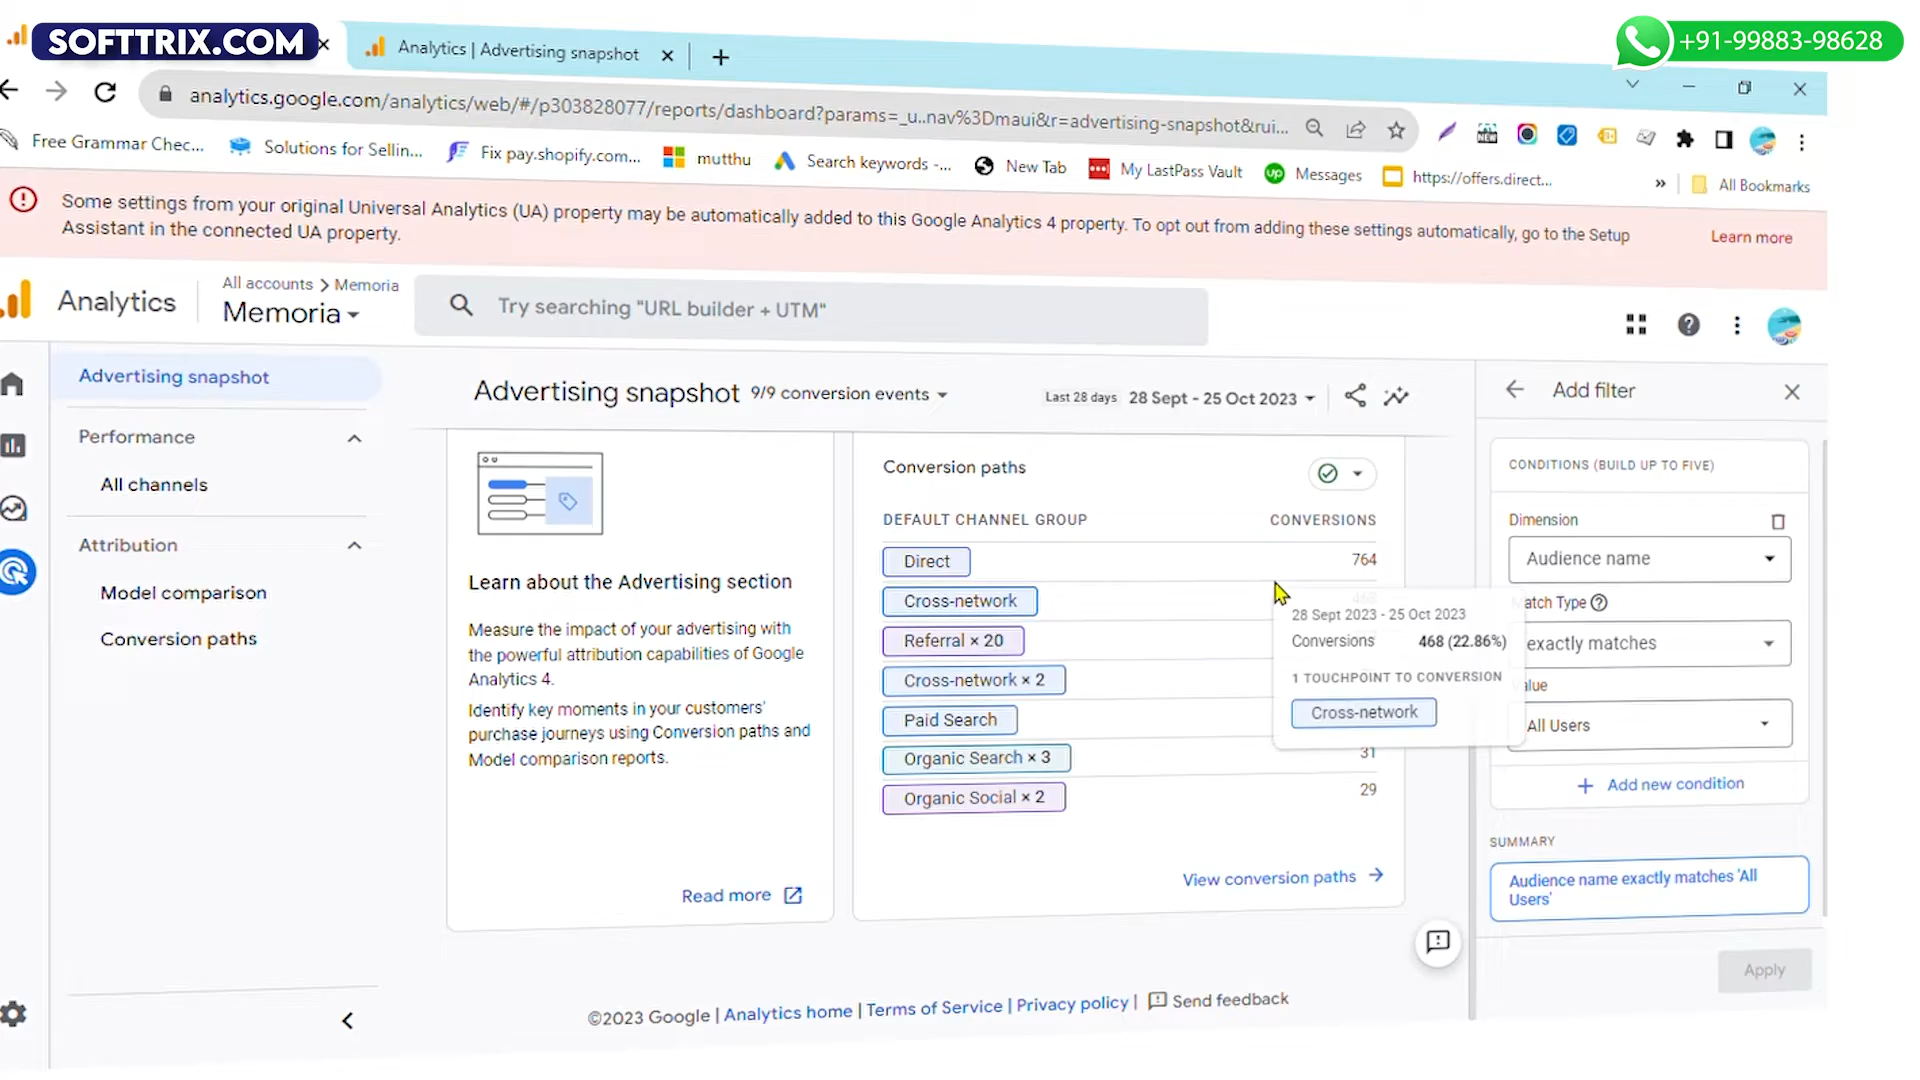 SOFTTRIX.COM
Analytics | Advertising snapshot
+91-99883-98628
analytics.google.com/analytics/web/#/p303828077/reports/dashboard?params=_u..nav%3Dmaui&r=advertising-snapshot&rui...
Free Grammar Chec...
Solutions for Sellin...
Fix pay.shopify.com...
mutthu
Search keywords -...
New Tab
My LastPass Vault
Messages
https://offers.direct...
»
All Bookmarks
Some settings from your original Universal Analytics (UA) property may be automatically added to this Google Analytics 4 property. To opt out from adding these settings automatically, go to the Setup
Assistant in the connected UA property.
Learn more
Analytics
All accounts > Memoria
Memoria
Try searching "URL builder + UTM"
Advertising snapshot
Performance
All channels
Attribution
Model comparison
Conversion paths
Advertising snapshot
9/9 conversion events
Last 28 days 28 Sept - 25 Oct 2023
Learn about the Advertising section
Measure the impact of your advertising with
the powerful attribution capabilities of Google
Analytics 4.
Identify key moments in your customers'
purchase journeys using Conversion paths and
Model comparison reports.
Read more
Conversion paths
DEFAULT CHANNEL GROUP CONVERSIONS
Direct 764
Cross-network
Referral × 20
Cross-network × 2
Paid Search
Organic Search × 3 31
Organic Social × 2 29
28 Sept 2023 - 25 Oct 2023
Conversions 468 (22.86%)
1 TOUCHPOINT TO CONVERSION
Cross-network
View conversion paths
Add filter
CONDITIONS (BUILD UP TO FIVE)
Dimension
Audience name
atch Type
exactly matches
alue
All Users
+ Add new condition
SUMMARY
Audience name exactly matches 'All
Users'
Apply
©2023 Google | Analytics home | Terms of Service | Privacy policy | Send feedback